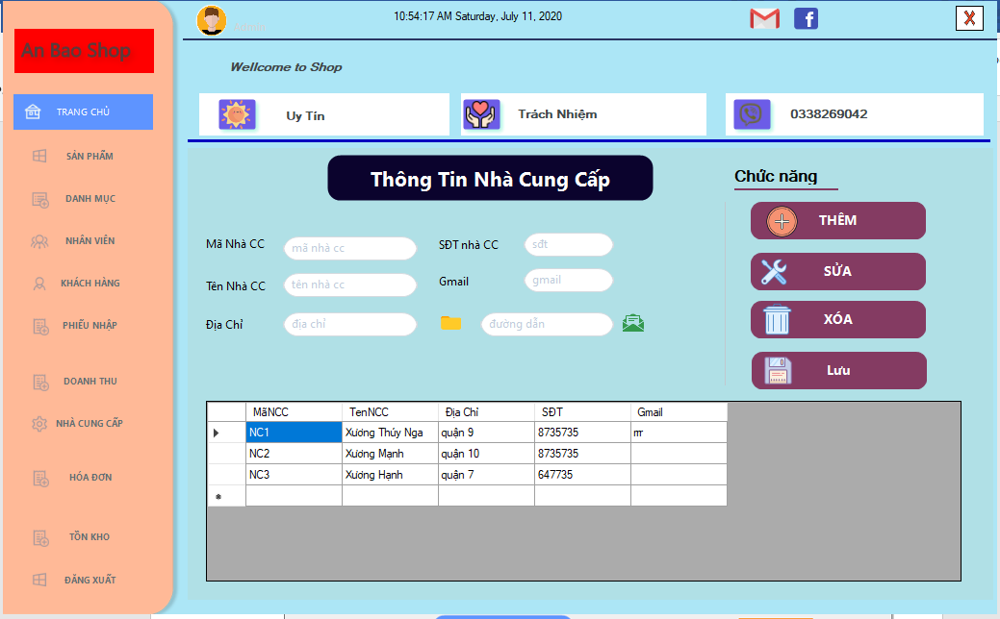 An Bao Shop
TRANG CHỦ
SẢN PHẨM
DANH MỤC
NHÂN VIÊN
KHÁCH HÀNG
PHIẾU NHẬP
DOANH THU
NHÀ CUNG CẤP
HÓA ĐƠN
TỒN KHO
ĐĂNG XUẤT
Admin
10:54:17 AM Saturday, July 11, 2020
X
Wellcome to Shop
Uy Tín
Trách Nhiệm
0338269042
Thông Tin Nhà Cung Cấp
Mã Nhà CC mã nhà cc SĐT nhà CC sđt
Tên Nhà CC tên nhà cc Gmail gmail
Địa Chỉ địa chỉ đường dẫn
Chức năng
THÊM
SỬA
XÓA
Lưu
MãNCC TenNCC Địa Chỉ SĐT Gmail
NC1 Xướng Thúy Nga quận 9 8735735 rrr
NC2 Xướng Mạnh quận 10 8735735
NC3 Xướng Hạnh quận 7 647735